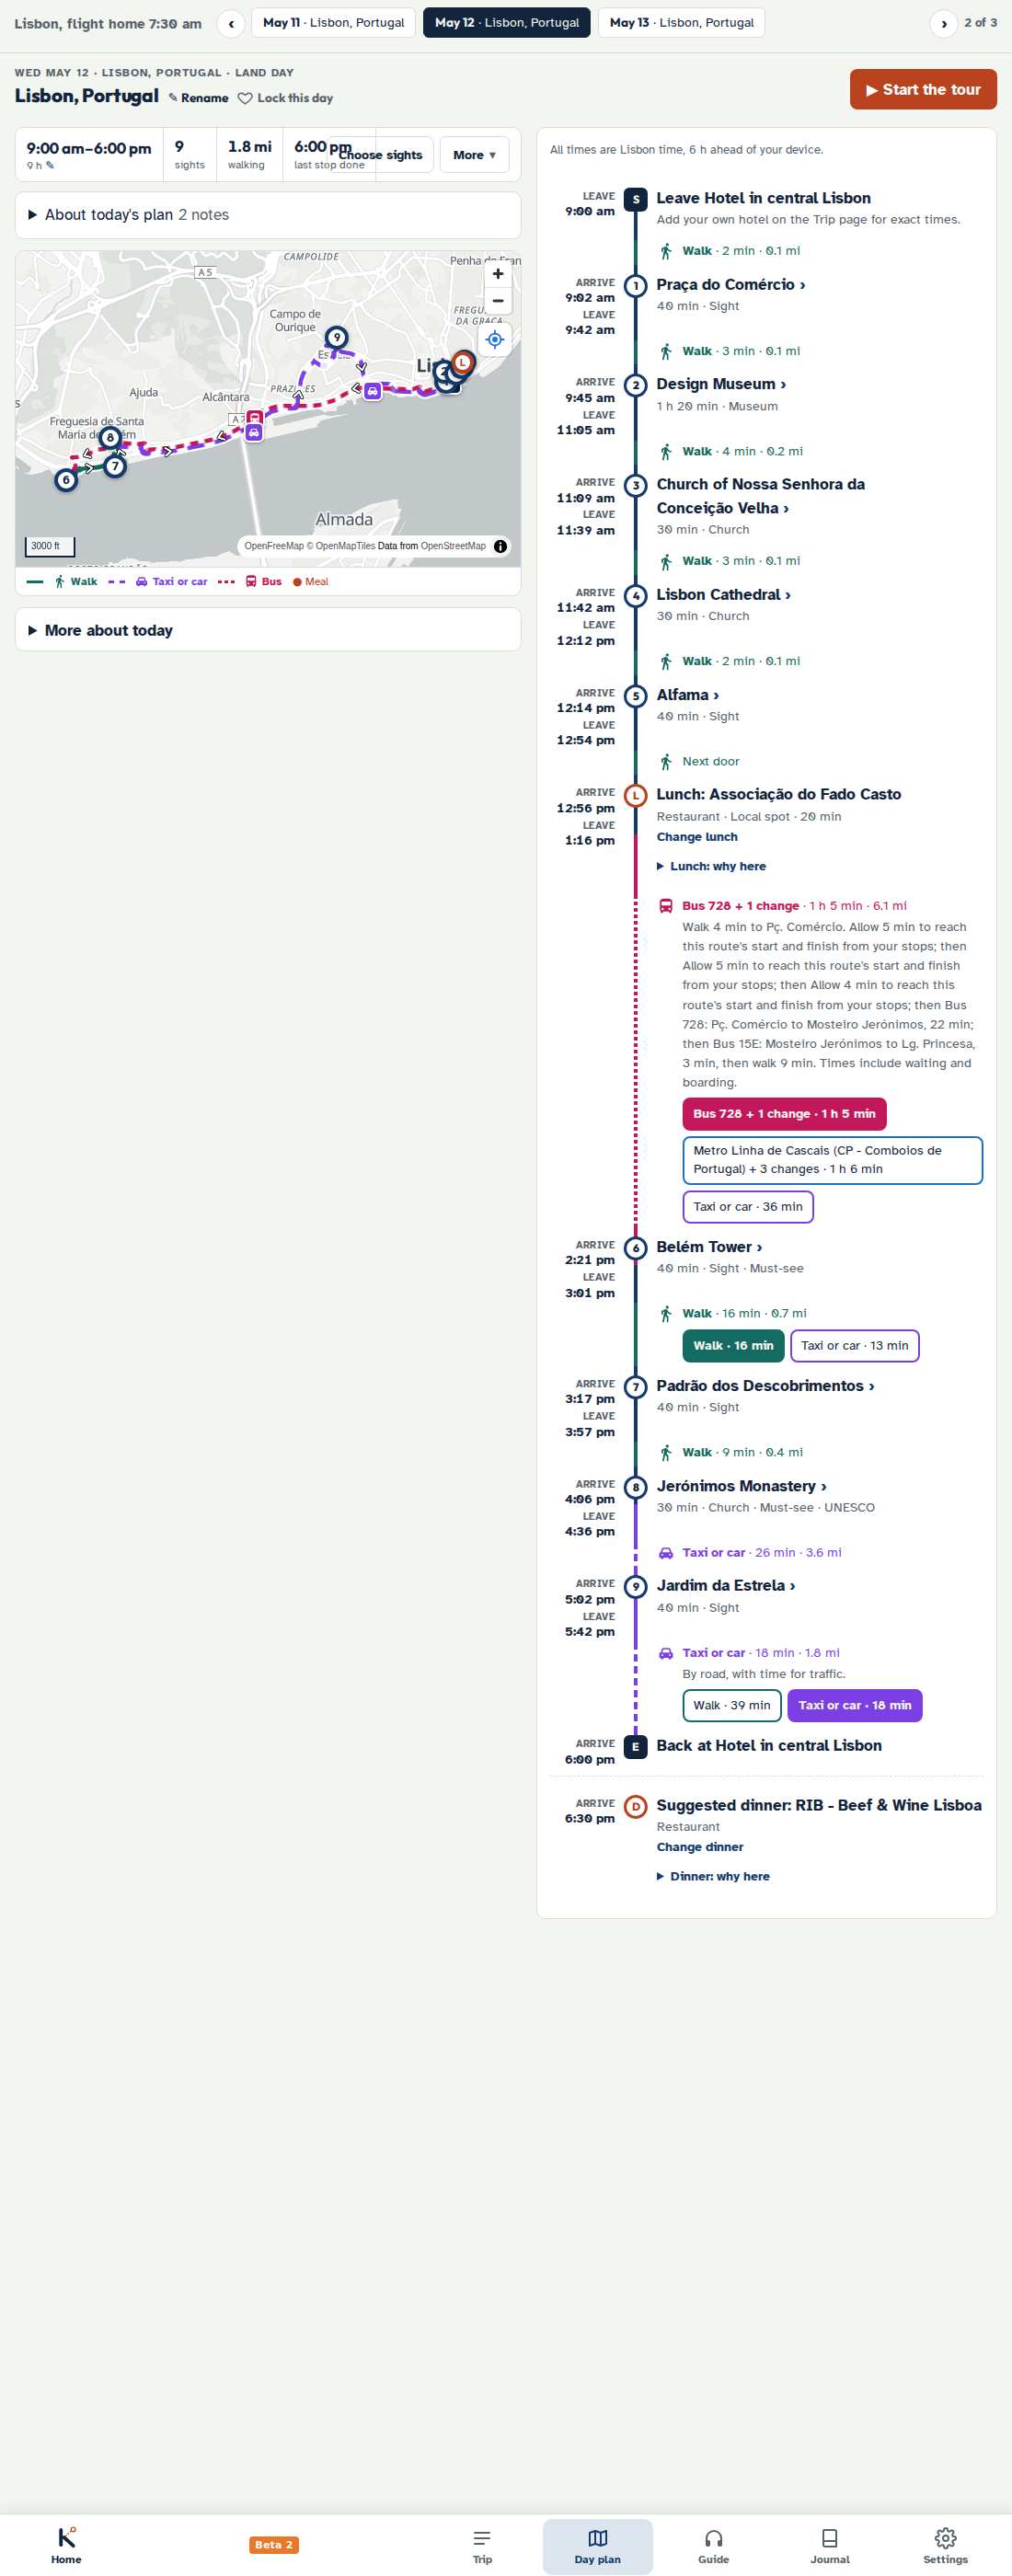 Lisbon, flight home 7:30 am
‹
May 11 · Lisbon, Portugal
May 12 · Lisbon, Portugal
May 13 · Lisbon, Portugal
›
2 of 3
WED MAY 12 · LISBON, PORTUGAL · LAND DAY
Lisbon, Portugal ✎ Rename ♡ Lock this day
▶ Start the tour
9:00 am–6:00 pm
9 h ✎
9
sights
1.8 mi
walking
6:00 pm
last stop done
Choose sights
More ▾
▶ About today's plan 2 notes
CAMPOLIDE
A 5
Campo de
Ourique
FREGU
DA GRAÇA
+
−
9
L
PRAZ
Ajuda
Alcântara
Freguesia de Santa
8
7
6
Almada
3000 ft
OpenFreeMap © OpenMapTiles Data from OpenStreetMap
Walk
Taxi or car
Bus
Meal
▶ More about today
All times are Lisbon time, 6 h ahead of your device.
LEAVE
9:00 am
S
Leave Hotel in central Lisbon
Add your own hotel on the Trip page for exact times.
Walk · 2 min · 0.1 mi
ARRIVE
9:02 am
LEAVE
9:42 am
1
Praça do Comércio ›
40 min · Sight
Walk · 3 min · 0.1 mi
ARRIVE
9:45 am
LEAVE
11:05 am
2
Design Museum ›
1 h 20 min · Museum
Walk · 4 min · 0.2 mi
ARRIVE
11:09 am
LEAVE
11:39 am
3
Church of Nossa Senhora da
Conceição Velha ›
30 min · Church
Walk · 3 min · 0.1 mi
ARRIVE
11:42 am
LEAVE
12:12 pm
4
Lisbon Cathedral ›
30 min · Church
Walk · 2 min · 0.1 mi
ARRIVE
12:14 pm
LEAVE
12:54 pm
5
Alfama ›
40 min · Sight
Next door
ARRIVE
12:56 pm
LEAVE
1:16 pm
L
Lunch: Associação do Fado Casto
Restaurant · Local spot · 20 min
Change lunch
▶ Lunch: why here
Bus 728 + 1 change · 1 h 5 min · 6.1 mi
Walk 4 min to Pç. Comércio. Allow 5 min to reach
this route's start and finish from your stops; then
Allow 5 min to reach this route's start and finish
from your stops; then Allow 4 min to reach this
route's start and finish from your stops; then Bus
728: Pç. Comércio to Mosteiro Jerónimos, 22 min;
then Bus 15E: Mosteiro Jerónimos to Lg. Princesa,
3 min, then walk 9 min. Times include waiting and
boarding.
Bus 728 + 1 change · 1 h 5 min
Metro Linha de Cascais (CP - Comboios de
Portugal) + 3 changes · 1 h 6 min
Taxi or car · 36 min
ARRIVE
2:21 pm
LEAVE
3:01 pm
6
Belém Tower ›
40 min · Sight · Must-see
Walk · 16 min · 0.7 mi
Walk · 16 min
Taxi or car · 13 min
ARRIVE
3:17 pm
LEAVE
3:57 pm
7
Padrão dos Descobrimentos ›
40 min · Sight
Walk · 9 min · 0.4 mi
ARRIVE
4:06 pm
LEAVE
4:36 pm
8
Jerónimos Monastery ›
30 min · Church · Must-see · UNESCO
Taxi or car · 26 min · 3.6 mi
ARRIVE
5:02 pm
LEAVE
5:42 pm
9
Jardim da Estrela ›
40 min · Sight
Taxi or car · 18 min · 1.8 mi
By road, with time for traffic.
Walk · 39 min
Taxi or car · 18 min
ARRIVE
6:00 pm
E
Back at Hotel in central Lisbon
ARRIVE
6:30 pm
D
Suggested dinner: RIB - Beef & Wine Lisboa
Restaurant
Change dinner
▶ Dinner: why here
Home
Beta 2
Trip
Day plan
Guide
Journal
Settings